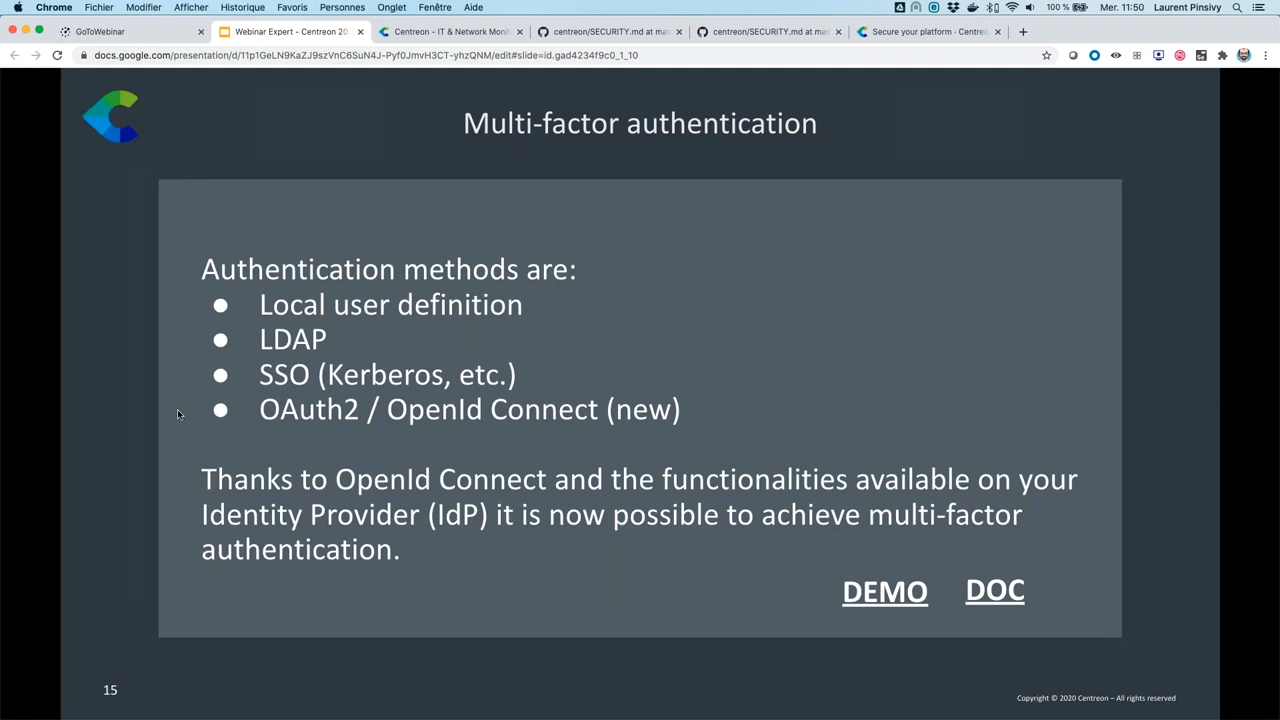 Chrome Fichier Modifier Afficher Historique Favoris Personnes Onglet Fenêtre Aide 100 % Mer. 11:50 Laurent Pinsivy
GoToWebinar Webinar Expert - Centreon 20 Centreon - IT & Network Moni centreon/SECURITY.md at mas centreon/SECURITY.md at mas Secure your platform · Centre
docs.google.com/presentation/d/11p1GeLN9KaZJ9szVnC6SuN4J-Pyf0JmvH3CT-yhzQNM/edit#slide=id.gad4234f9c0_1_10
Multi-factor authentication
Authentication methods are:
● Local user definition
● LDAP
● SSO (Kerberos, etc.)
● OAuth2 / OpenId Connect (new)
Thanks to OpenId Connect and the functionalities available on your
Identity Provider (IdP) it is now possible to achieve multi-factor
authentication.
DEMO DOC
15
Copyright © 2020 Centreon – All rights reserved